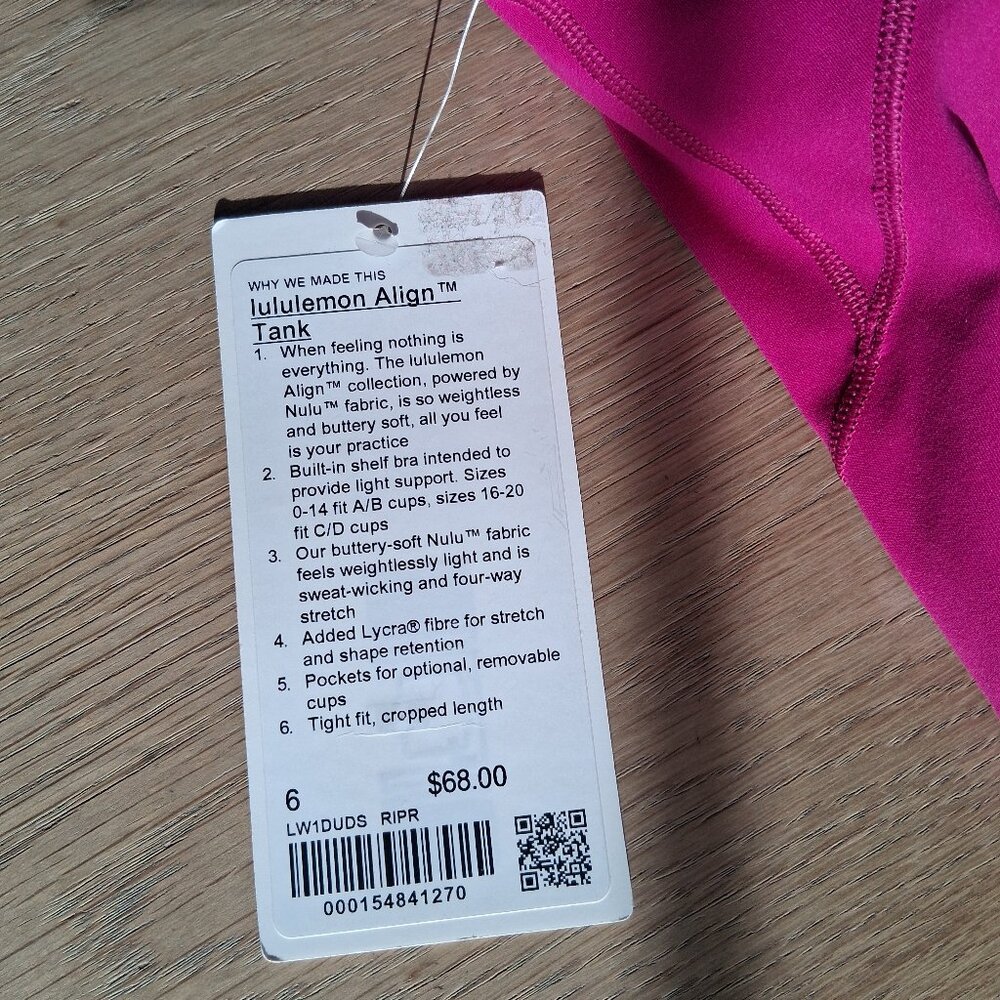 WHY WE MADE THIS
lululemon Align™
Tank
1. When feeling nothing is
everything. The lululemon
Align™ collection, powered by
Nulu™ fabric, is so weightless
and buttery soft, all you feel
is your practice
2. Built-in shelf bra intended to
provide light support. Sizes
0-14 fit A/B cups, sizes 16-20
fit C/D cups
3. Our buttery-soft Nulu™ fabric
feels weightlessly light and is
sweat-wicking and four-way
stretch
4. Added Lycra® fibre for stretch
and shape retention
5. Pockets for optional, removable
cups
6. Tight fit, cropped length
6 $68.00
LW1DUDS RIPR
000154841270